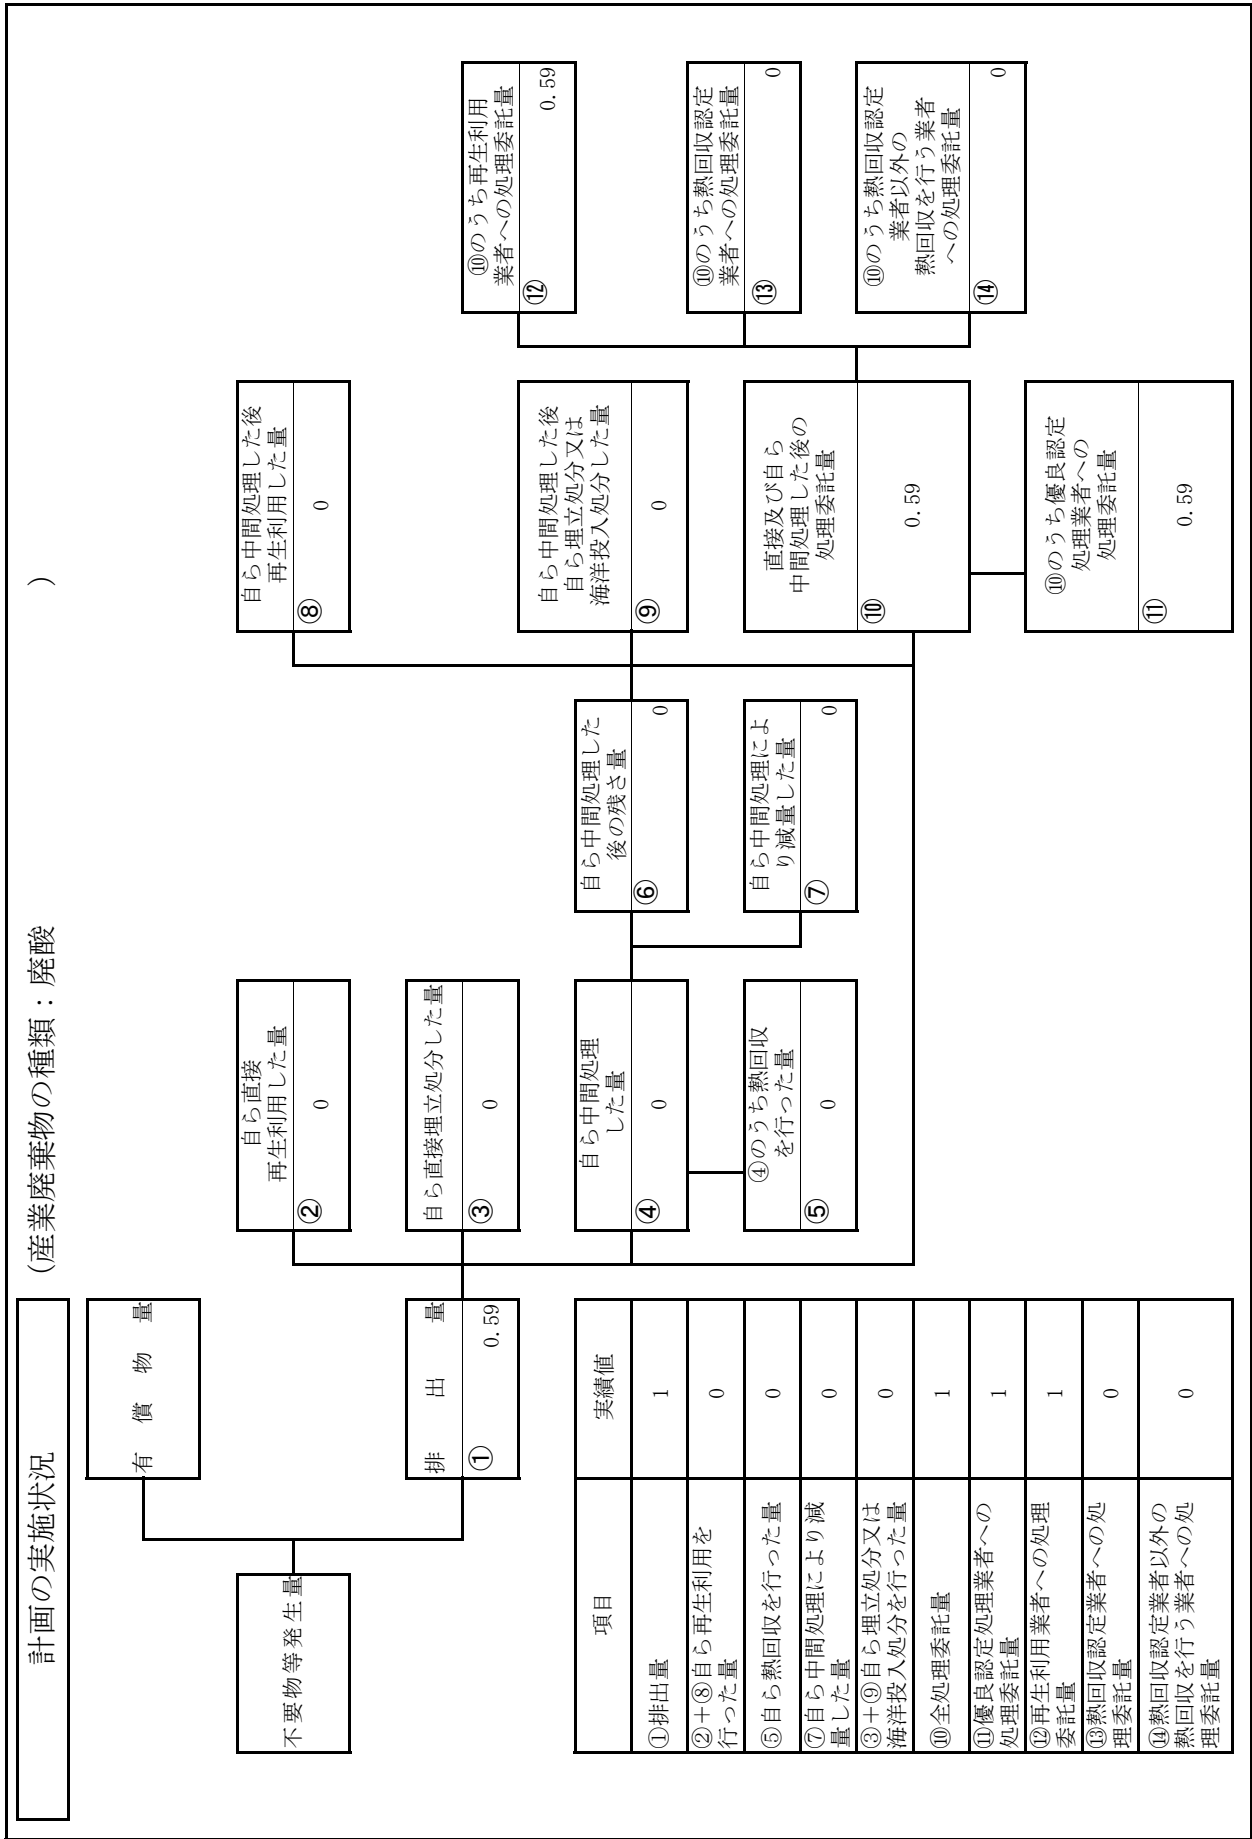 計画の実施状況
(産業廃棄物の種類：廃酸
)
不要物等発生量
有償物量
排出量
①
0.59
自ら直接
再生利用した量
②
0
自ら直接埋立処分した量
③
0
自ら中間処理
した量
④
0
④のうち熱回収
を行った量
⑤
0
自ら中間処理した
後の残さ量
⑥
0
自ら中間処理によ
り減量した量
⑦
0
自ら中間処理した後
再生利用した量
⑧
0
自ら中間処理した後
自ら埋立処分又は
海洋投入処分した量
⑨
0
直接及び自ら
中間処理した後の
処理委託量
⑩
0.59
⑩のうち優良認定
処理業者への
処理委託量
⑪
0.59
⑩のうち再生利用
業者への処理委託量
⑫
0.59
⑩のうち熱回収認定
業者への処理委託量
⑬
0
⑩のうち熱回収認定
業者以外の
熱回収を行う業者
への処理委託量
⑭
0
項目
実績値
①排出量
1
②＋⑧自ら再生利用を
行った量
0
⑤自ら熱回収を行った量
0
⑦自ら中間処理により減
量した量
0
③＋⑨自ら埋立処分又は
海洋投入処分を行った量
0
⑩全処理委託量
1
⑪優良認定処理業者への
処理委託量
1
⑫再生利用業者への処理
委託量
1
⑬熱回収認定業者への処
理委託量
0
⑭熱回収認定業者以外の
熱回収を行う業者への処
理委託量
0